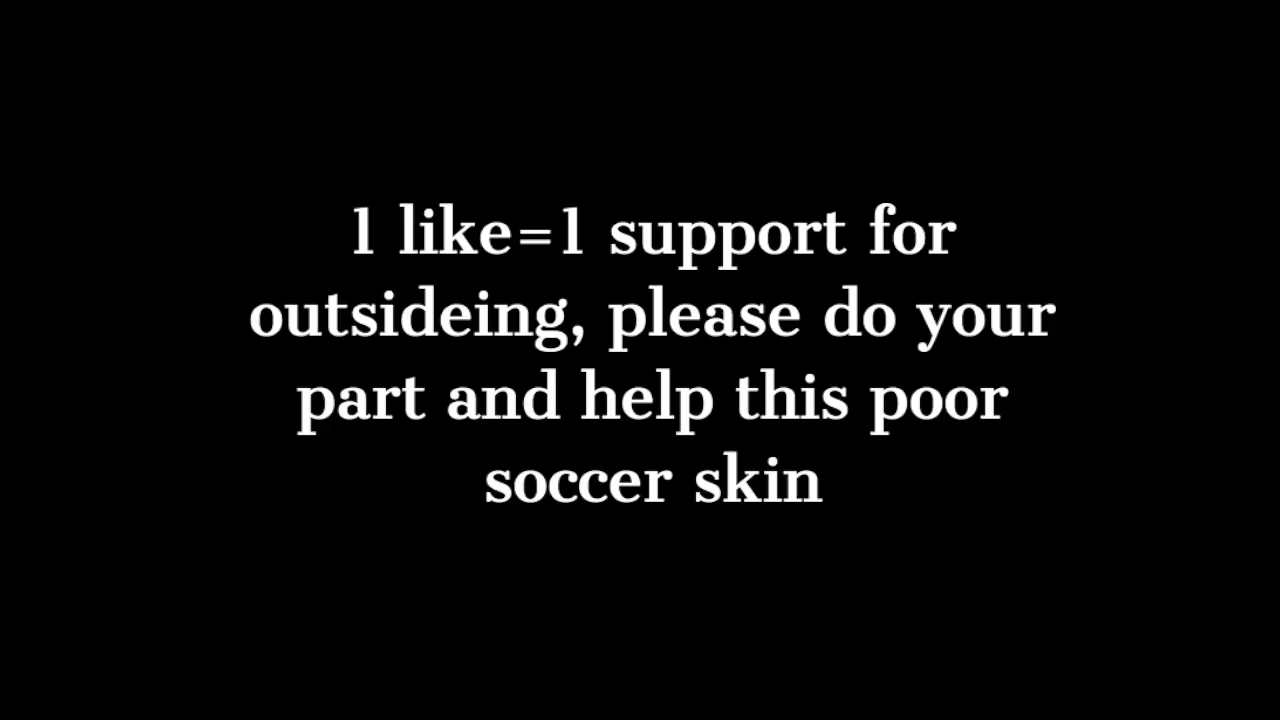 1 like=1 support for
outsideing, please do your
part and help this poor
soccer skin